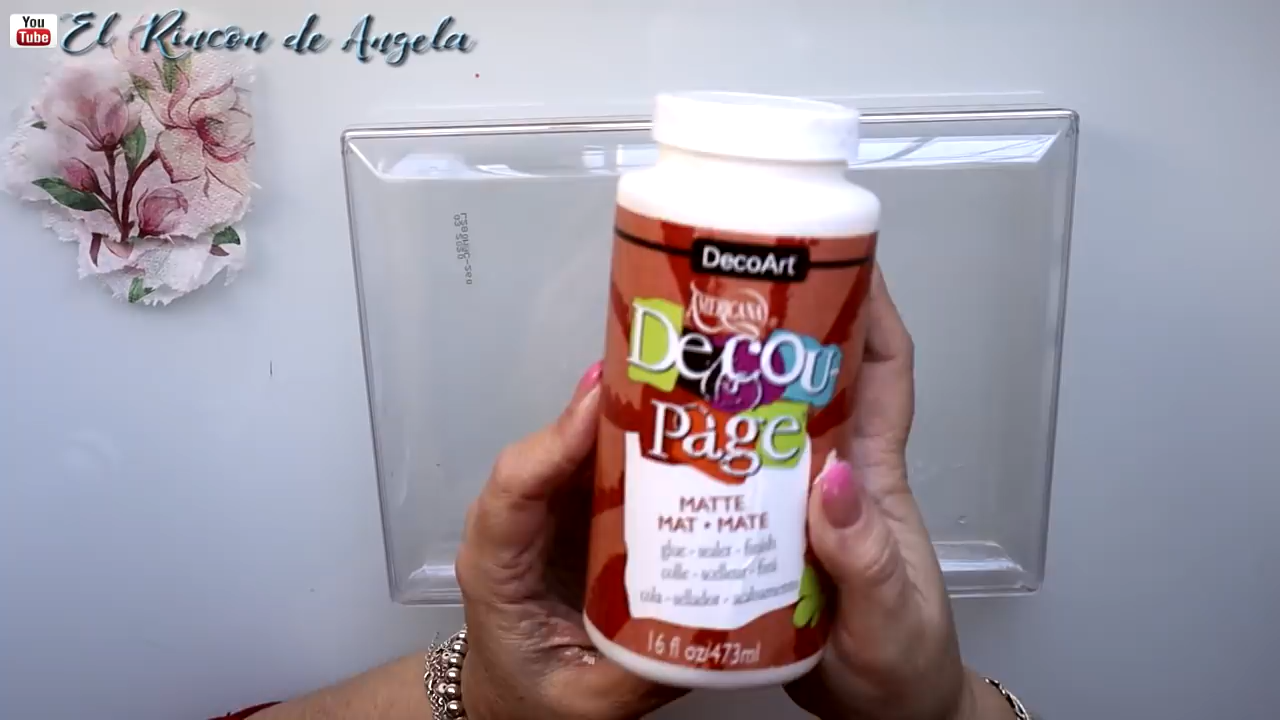 You
Tube
El Rincon de Angela
DecoArt
AMERICANA
Decou-
Page
MATTE
MAT • MATE
glue - sealer - finish
colle - scelleur - fini
cola - sellador - acabamento
16 fl oz/473ml